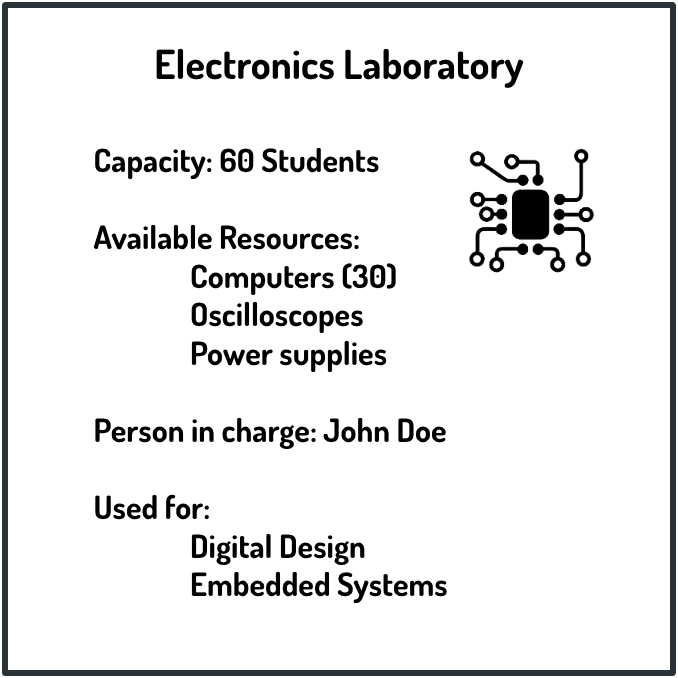 Electronics Laboratory
Capacity: 60 Students
Available Resources:
Computers (30)
Oscilloscopes
Power supplies
Person in charge: John Doe
Used for:
Digital Design
Embedded Systems